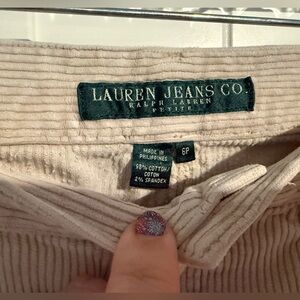 LAUREN JEANS CO.
RALPH LAUREN
PETITE
MADE IN
PHILIPPINES
6P
98% COTTON/
COTON
2% SPANDEX